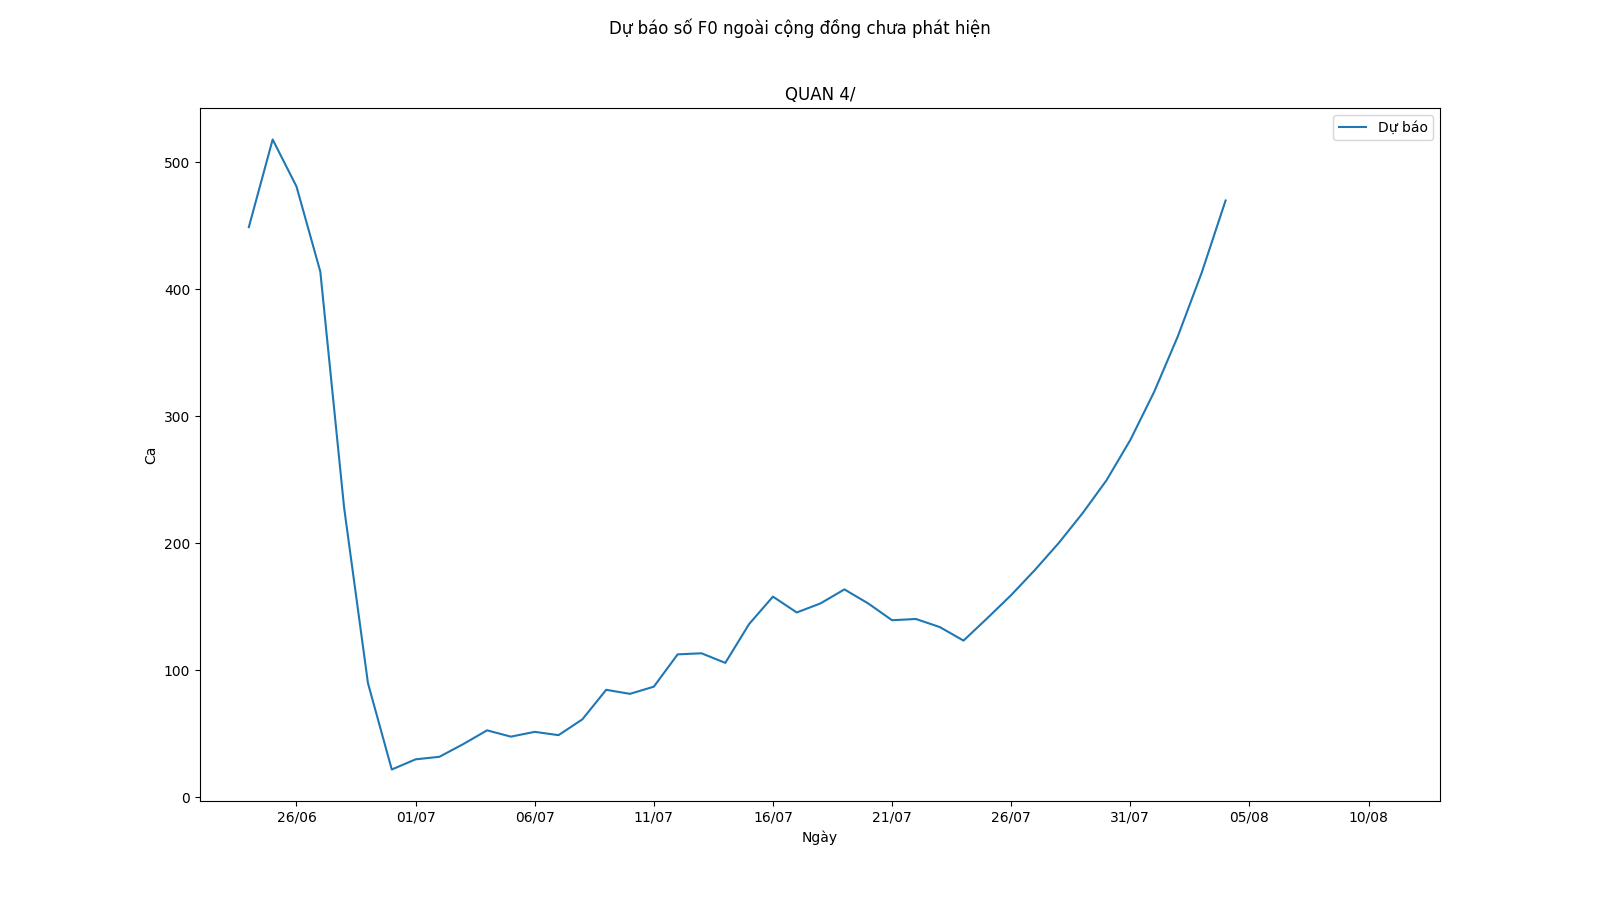 Dự báo số F0 ngoài cộng đồng chưa phát hiện
QUAN 4/
Dự báo
500
400
300
200
100
0
Ca
26/06 01/07 06/07 11/07 16/07 21/07 26/07 31/07 05/08 10/08
Ngày